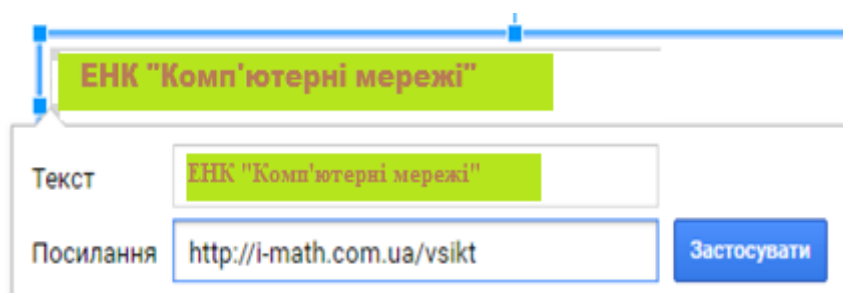 ЕНК "Комп'ютерні мережі"
Текст
ЕНК "Комп'ютерні мережі"
Посилання
http://i-math.com.ua/vsikt
Застосувати